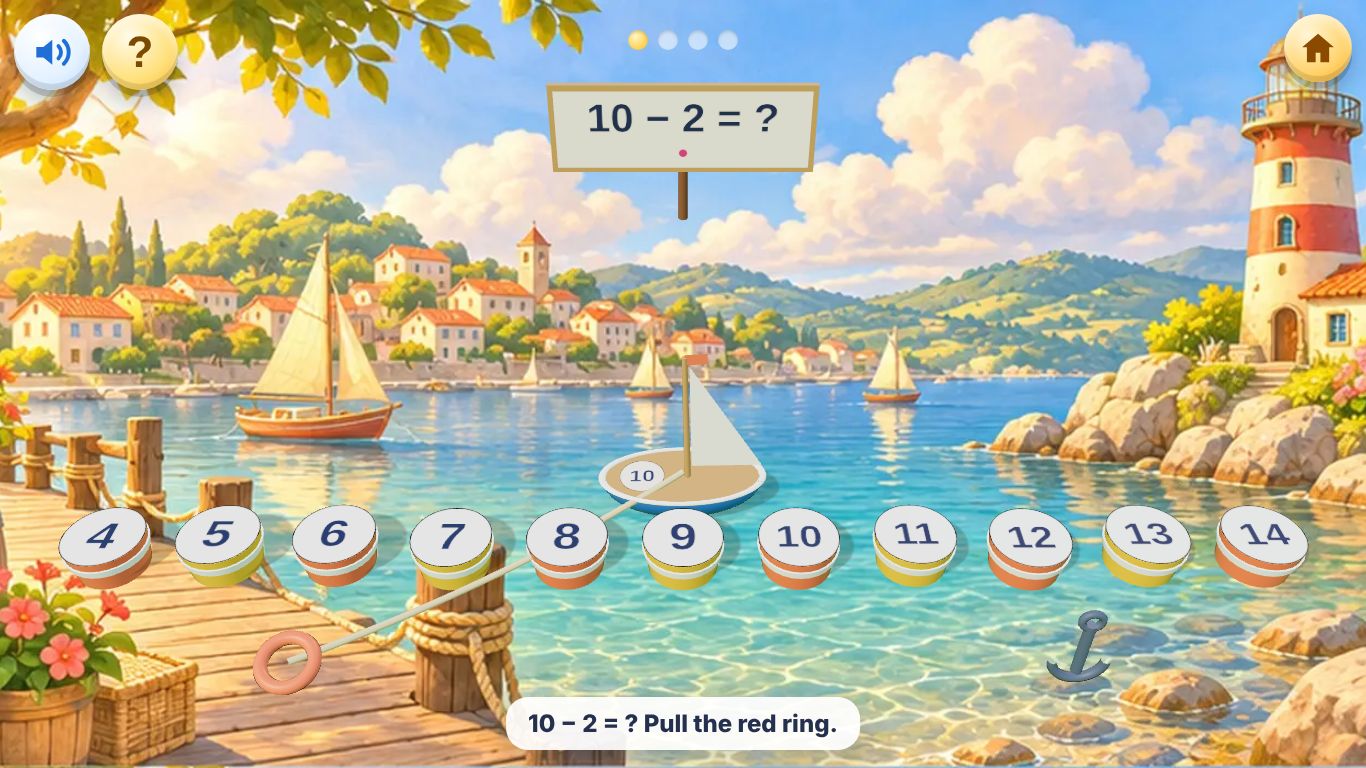 ?
10 − 2 = ?
10
4 5 6 7 8 9 10 11 12 13 14
10 − 2 = ? Pull the red ring.